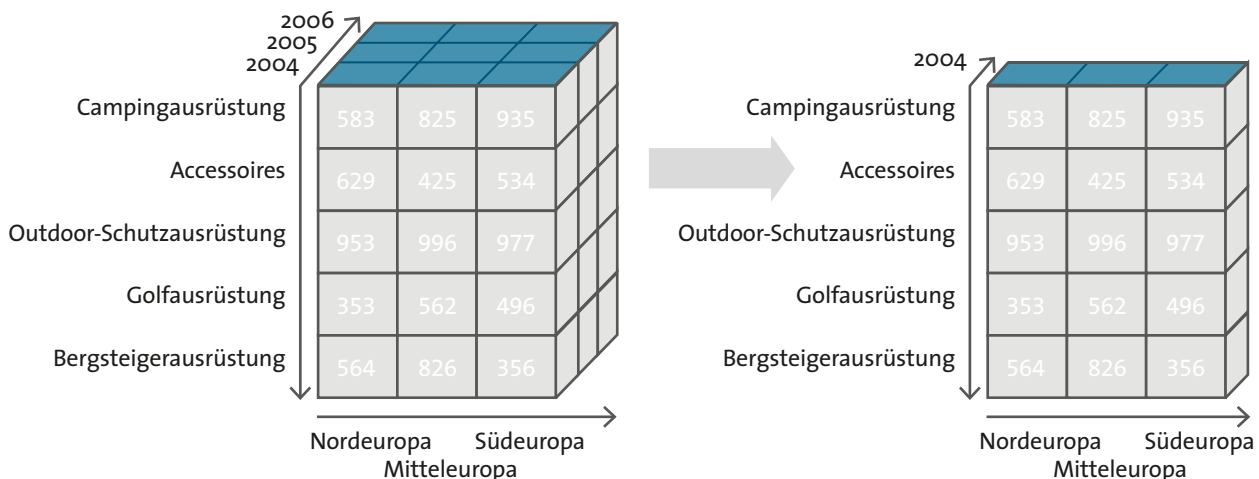 2006
2005
2004
Campingausrüstung
Accessoires
Outdoor-Schutzausrüstung
Golfausrüstung
Bergsteigerausrüstung
583 825 935
629 425 534
953 996 977
353 562 496
564 826 356
Nordeuropa Südeuropa
Mitteleuropa
2004
Campingausrüstung
Accessoires
Outdoor-Schutzausrüstung
Golfausrüstung
Bergsteigerausrüstung
583 825 935
629 425 534
953 996 977
353 562 496
564 826 356
Nordeuropa Südeuropa
Mitteleuropa